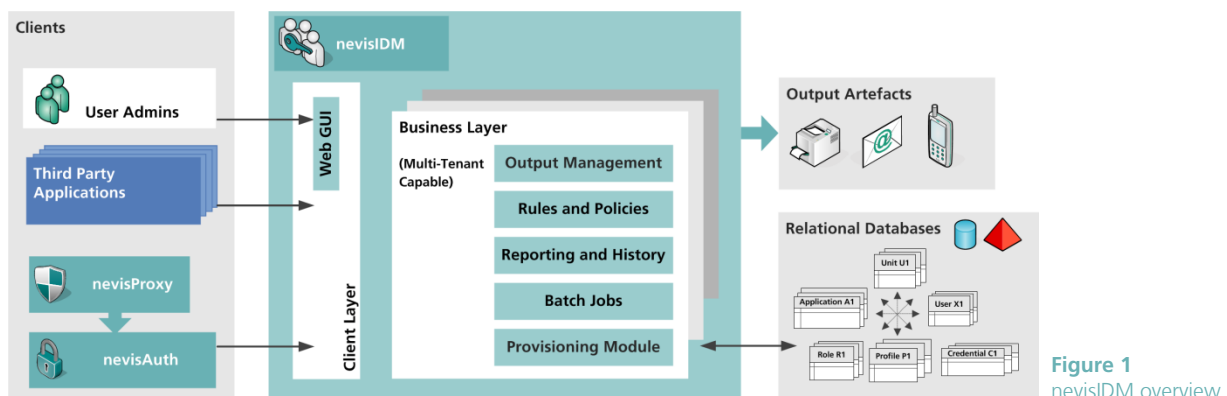 Clients
User Admins
Third Party
Applications
nevisProxy
nevisAuth
nevisIDM
Web GUI
Client Layer
Business Layer
(Multi-Tenant
Capable)
Output Management
Rules and Policies
Reporting and History
Batch Jobs
Provisioning Module
Output Artefacts
@
Relational Databases
Unit U1
Application A1
User X1
Role R1
Profile P1
Credential C1
Figure 1
nevisIDM overview